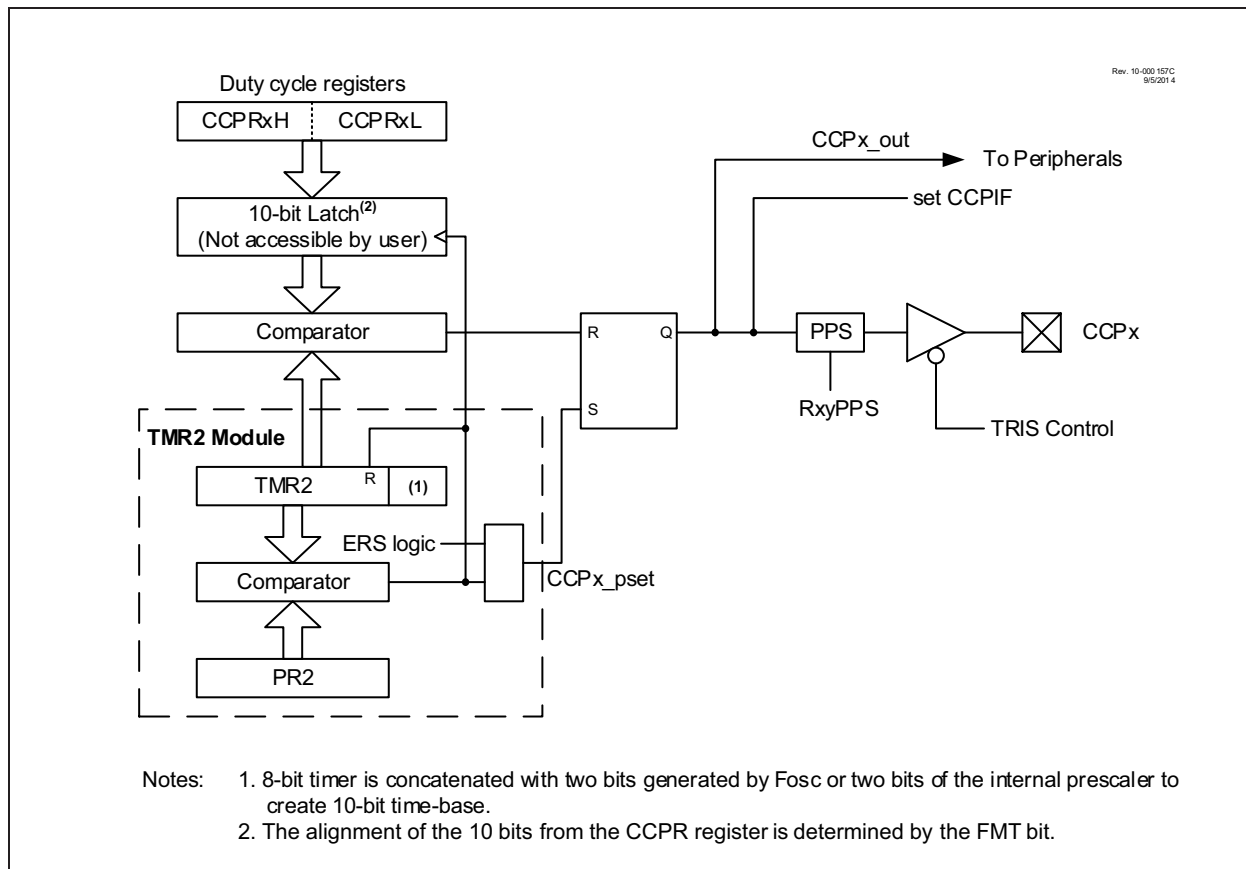 Rev. 10-000 157C
9/5/201 4
Duty cycle registers
CCPRxH CCPRxL
CCPx_out
To Peripherals
set CCPIF
10-bit Latch(2)
(Not accessible by user)
Comparator
R Q
PPS
CCPx
RxyPPS
S
TRIS Control
TMR2 Module
TMR2 R (1)
ERS logic
Comparator
CCPx_pset
PR2
Notes: 1. 8-bit timer is concatenated with two bits generated by Fosc or two bits of the internal prescaler to
create 10-bit time-base.
2. The alignment of the 10 bits from the CCPR register is determined by the FMT bit.